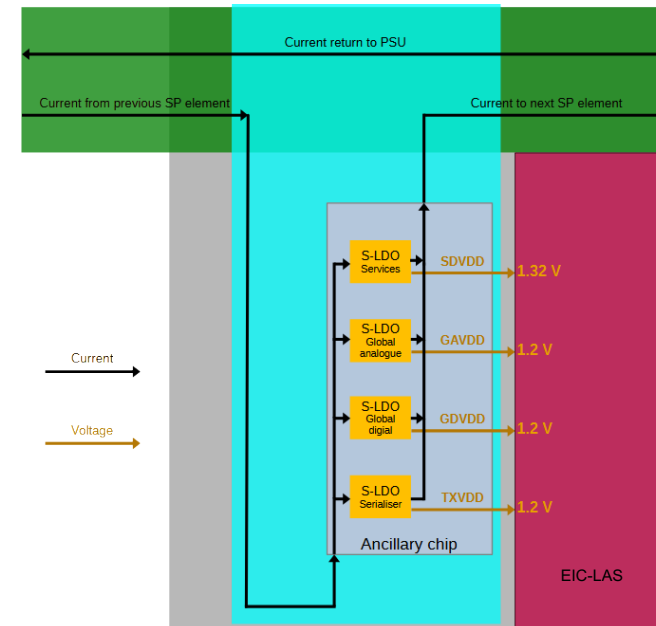 Current return to PSU
Current from previous SP element
Current to next SP element
S-LDO
Services
SDVDD
1.32 V
S-LDO
Global
analogue
GAVDD
1.2 V
Current
S-LDO
Global
digial
GDVDD
1.2 V
Voltage
S-LDO
Serialiser
TXVDD
1.2 V
Ancillary chip
EIC-LAS